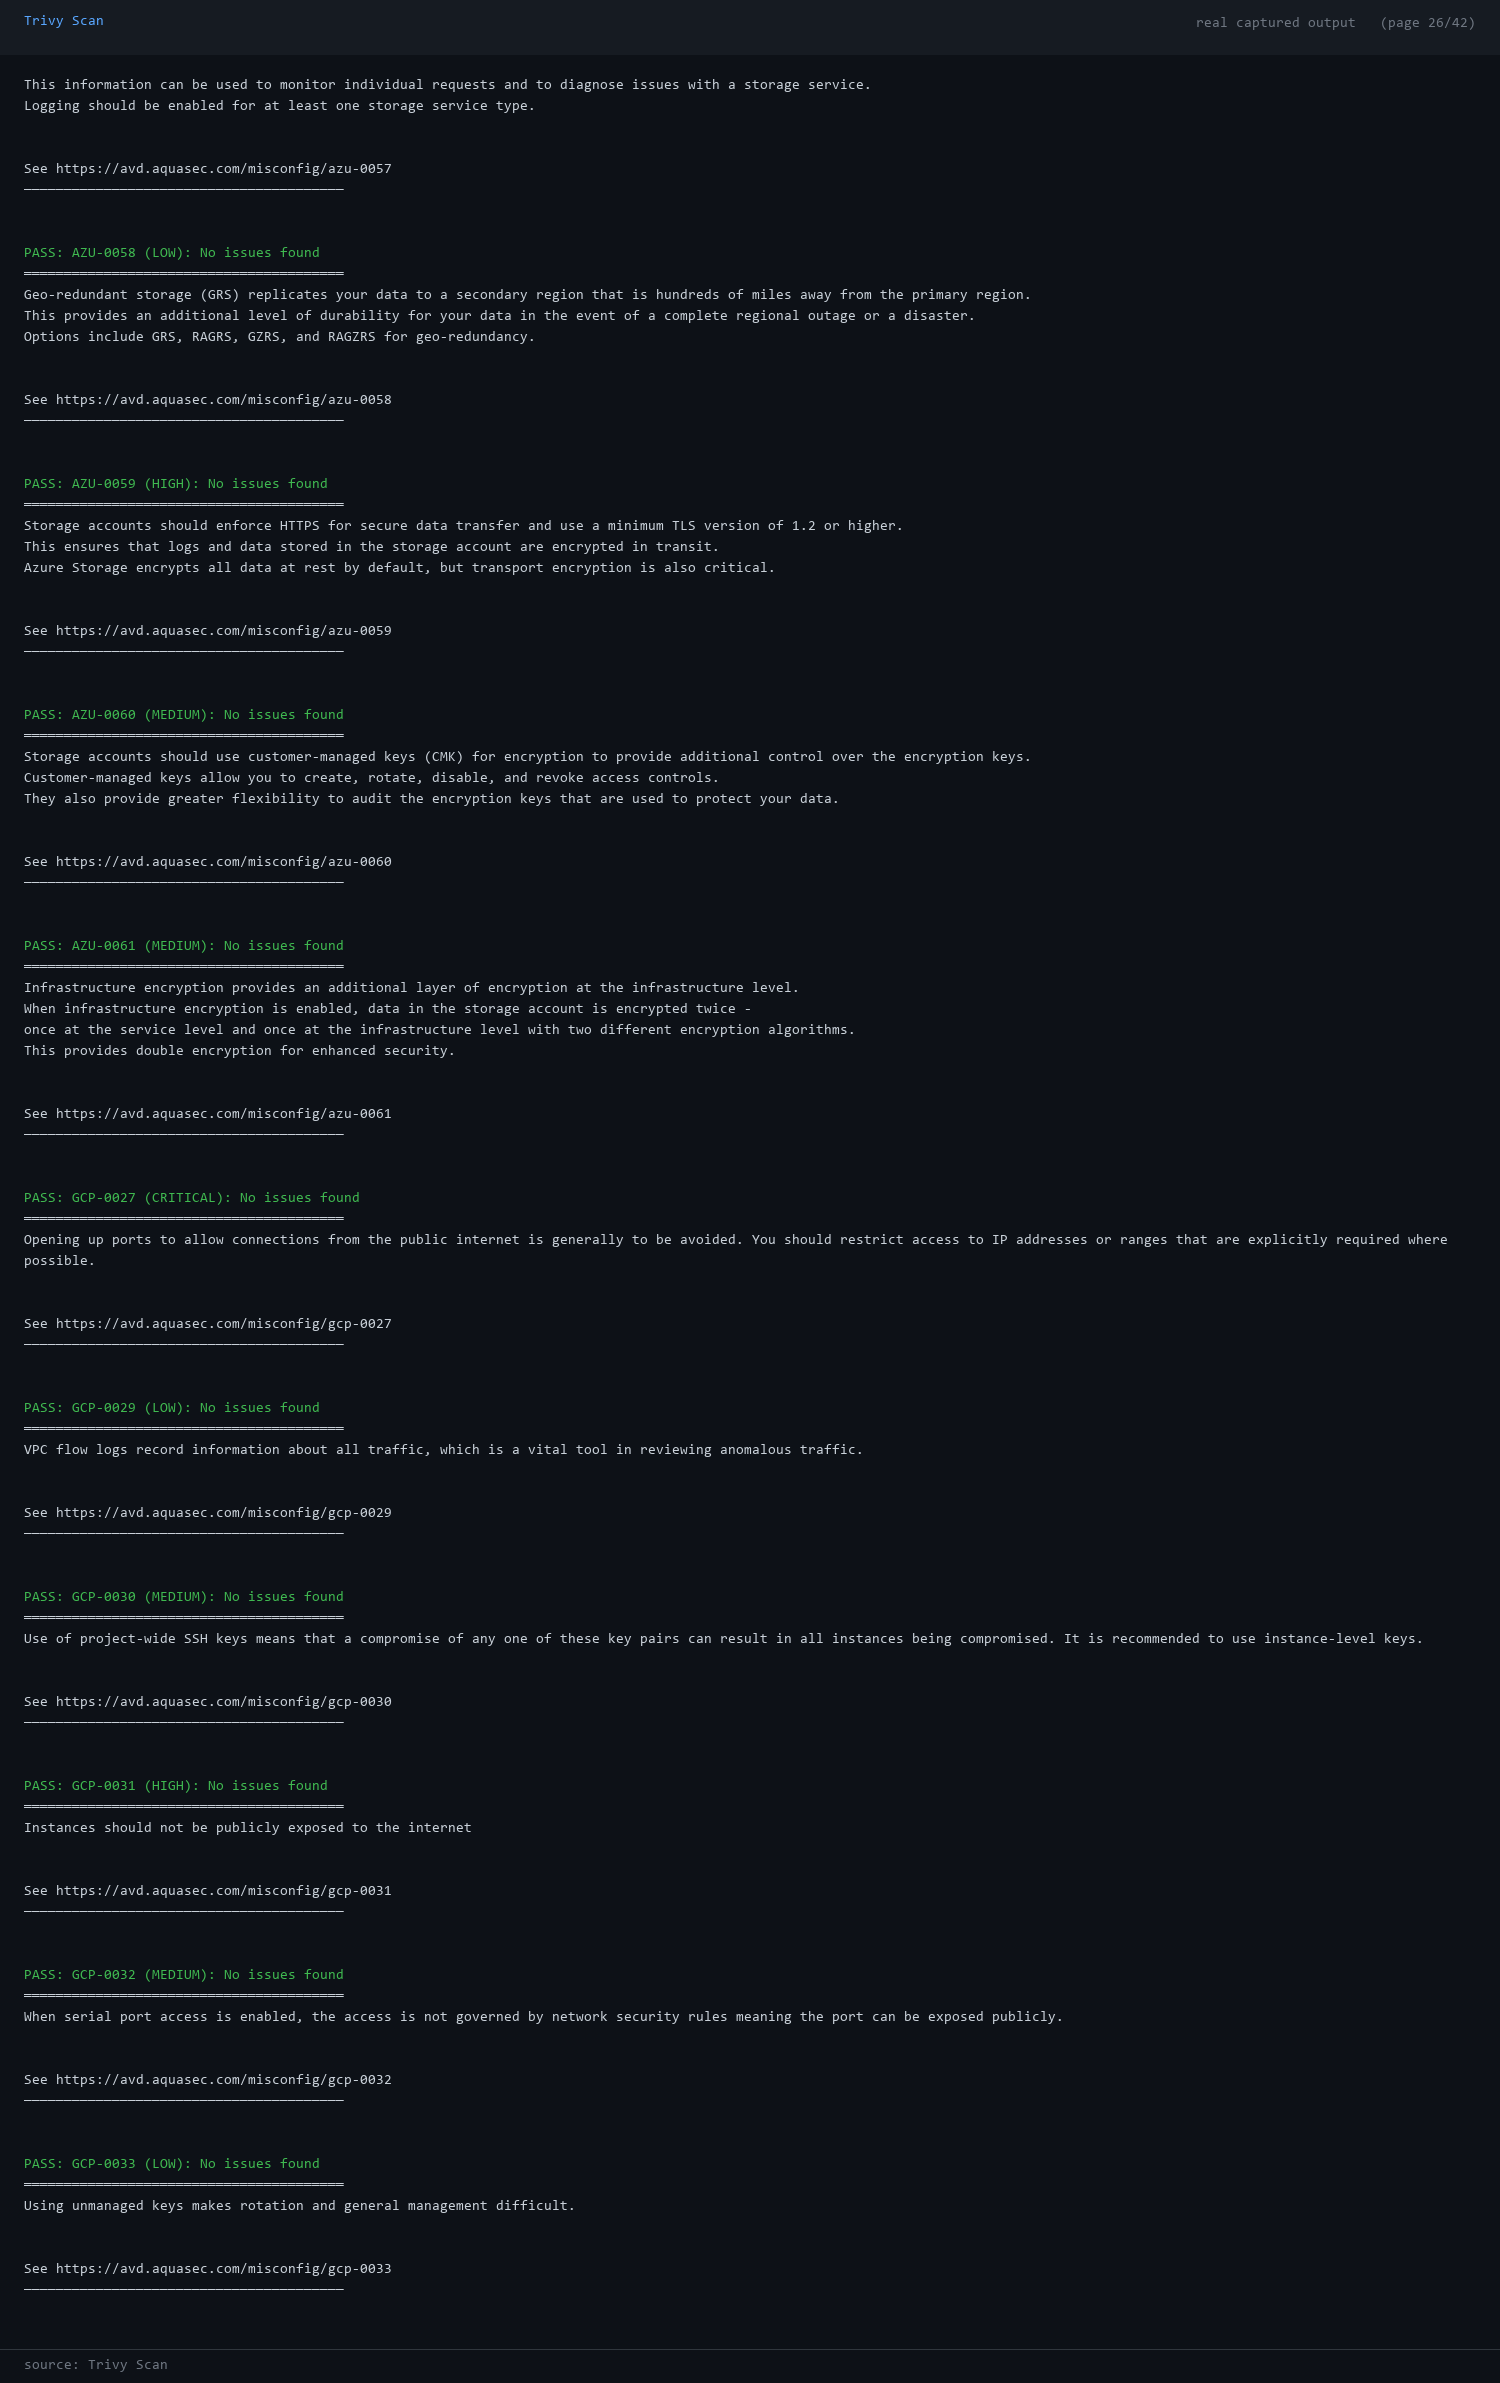 Trivy Scan
real captured output   (page 26/42)
This information can be used to monitor individual requests and to diagnose issues with a storage service.
Logging should be enabled for at least one storage service type.
See https://avd.aquasec.com/misconfig/azu-0057
────────────────────────────────────────
PASS: AZU-0058 (LOW): No issues found
════════════════════════════════════════
Geo-redundant storage (GRS) replicates your data to a secondary region that is hundreds of miles away from the primary region.
This provides an additional level of durability for your data in the event of a complete regional outage or a disaster.
Options include GRS, RAGRS, GZRS, and RAGZRS for geo-redundancy.
See https://avd.aquasec.com/misconfig/azu-0058
────────────────────────────────────────
PASS: AZU-0059 (HIGH): No issues found
════════════════════════════════════════
Storage accounts should enforce HTTPS for secure data transfer and use a minimum TLS version of 1.2 or higher.
This ensures that logs and data stored in the storage account are encrypted in transit.
Azure Storage encrypts all data at rest by default, but transport encryption is also critical.
See https://avd.aquasec.com/misconfig/azu-0059
────────────────────────────────────────
PASS: AZU-0060 (MEDIUM): No issues found
════════════════════════════════════════
Storage accounts should use customer-managed keys (CMK) for encryption to provide additional control over the encryption keys.
Customer-managed keys allow you to create, rotate, disable, and revoke access controls.
They also provide greater flexibility to audit the encryption keys that are used to protect your data.
See https://avd.aquasec.com/misconfig/azu-0060
────────────────────────────────────────
PASS: AZU-0061 (MEDIUM): No issues found
════════════════════════════════════════
Infrastructure encryption provides an additional layer of encryption at the infrastructure level.
When infrastructure encryption is enabled, data in the storage account is encrypted twice -
once at the service level and once at the infrastructure level with two different encryption algorithms.
This provides double encryption for enhanced security.
See https://avd.aquasec.com/misconfig/azu-0061
────────────────────────────────────────
PASS: GCP-0027 (CRITICAL): No issues found
════════════════════════════════════════
Opening up ports to allow connections from the public internet is generally to be avoided. You should restrict access to IP addresses or ranges that are explicitly required where
possible.
See https://avd.aquasec.com/misconfig/gcp-0027
────────────────────────────────────────
PASS: GCP-0029 (LOW): No issues found
════════════════════════════════════════
VPC flow logs record information about all traffic, which is a vital tool in reviewing anomalous traffic.
See https://avd.aquasec.com/misconfig/gcp-0029
────────────────────────────────────────
PASS: GCP-0030 (MEDIUM): No issues found
════════════════════════════════════════
Use of project-wide SSH keys means that a compromise of any one of these key pairs can result in all instances being compromised. It is recommended to use instance-level keys.
See https://avd.aquasec.com/misconfig/gcp-0030
────────────────────────────────────────
PASS: GCP-0031 (HIGH): No issues found
════════════════════════════════════════
Instances should not be publicly exposed to the internet
See https://avd.aquasec.com/misconfig/gcp-0031
────────────────────────────────────────
PASS: GCP-0032 (MEDIUM): No issues found
════════════════════════════════════════
When serial port access is enabled, the access is not governed by network security rules meaning the port can be exposed publicly.
See https://avd.aquasec.com/misconfig/gcp-0032
────────────────────────────────────────
PASS: GCP-0033 (LOW): No issues found
════════════════════════════════════════
Using unmanaged keys makes rotation and general management difficult.
See https://avd.aquasec.com/misconfig/gcp-0033
────────────────────────────────────────
source: Trivy Scan